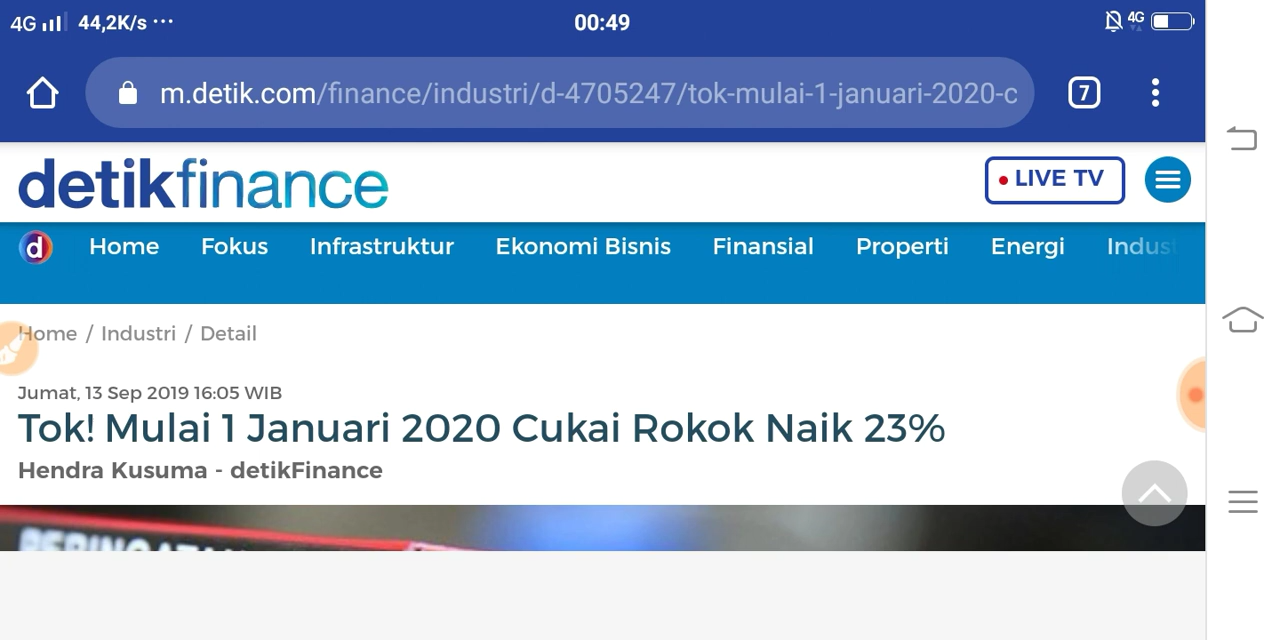 4G 44,2K/s ... 00:49 4G
m.detik.com/finance/industri/d-4705247/tok-mulai-1-januari-2020-c 7
detikfinance LIVE TV
d Home Fokus Infrastruktur Ekonomi Bisnis Finansial Properti Energi Indus
Home / Industri / Detail
Jumat, 13 Sep 2019 16:05 WIB
Tok! Mulai 1 Januari 2020 Cukai Rokok Naik 23%
Hendra Kusuma - detikFinance